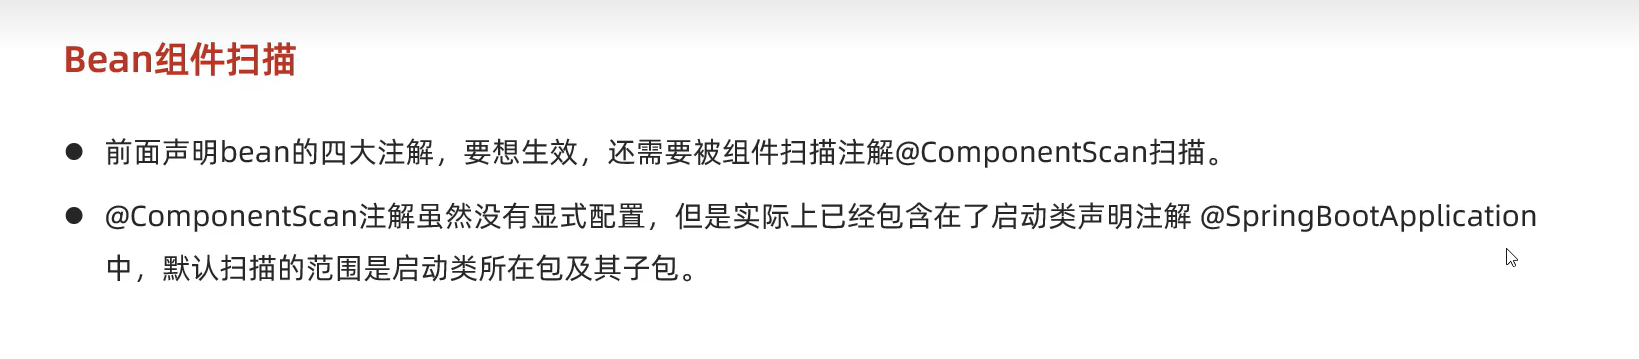 Bean组件扫描
● 前面声明bean的四大注解，要想生效，还需要被组件扫描注解@ComponentScan扫描。
● @ComponentScan注解虽然没有显式配置，但是实际上已经包含在了启动类声明注解 @SpringBootApplication
中，默认扫描的范围是启动类所在包及其子包。